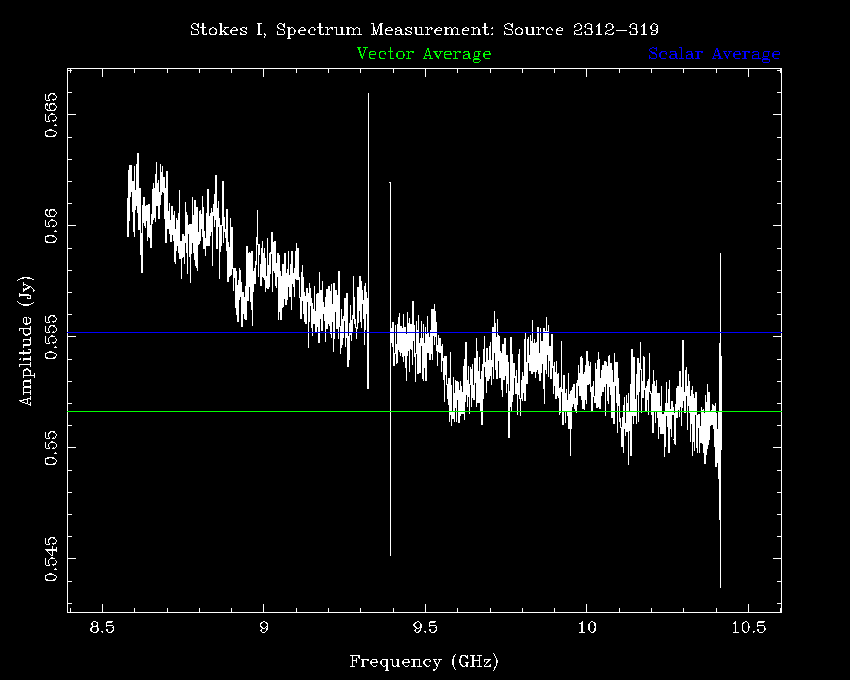 Stokes I, Spectrum Measurement: Source 2312-319
Vector Average Scalar Average
0.565
0.56
0.555
0.55
0.545
Amplitude (Jy)
8.5 9 9.5 10 10.5
Frequency (GHz)